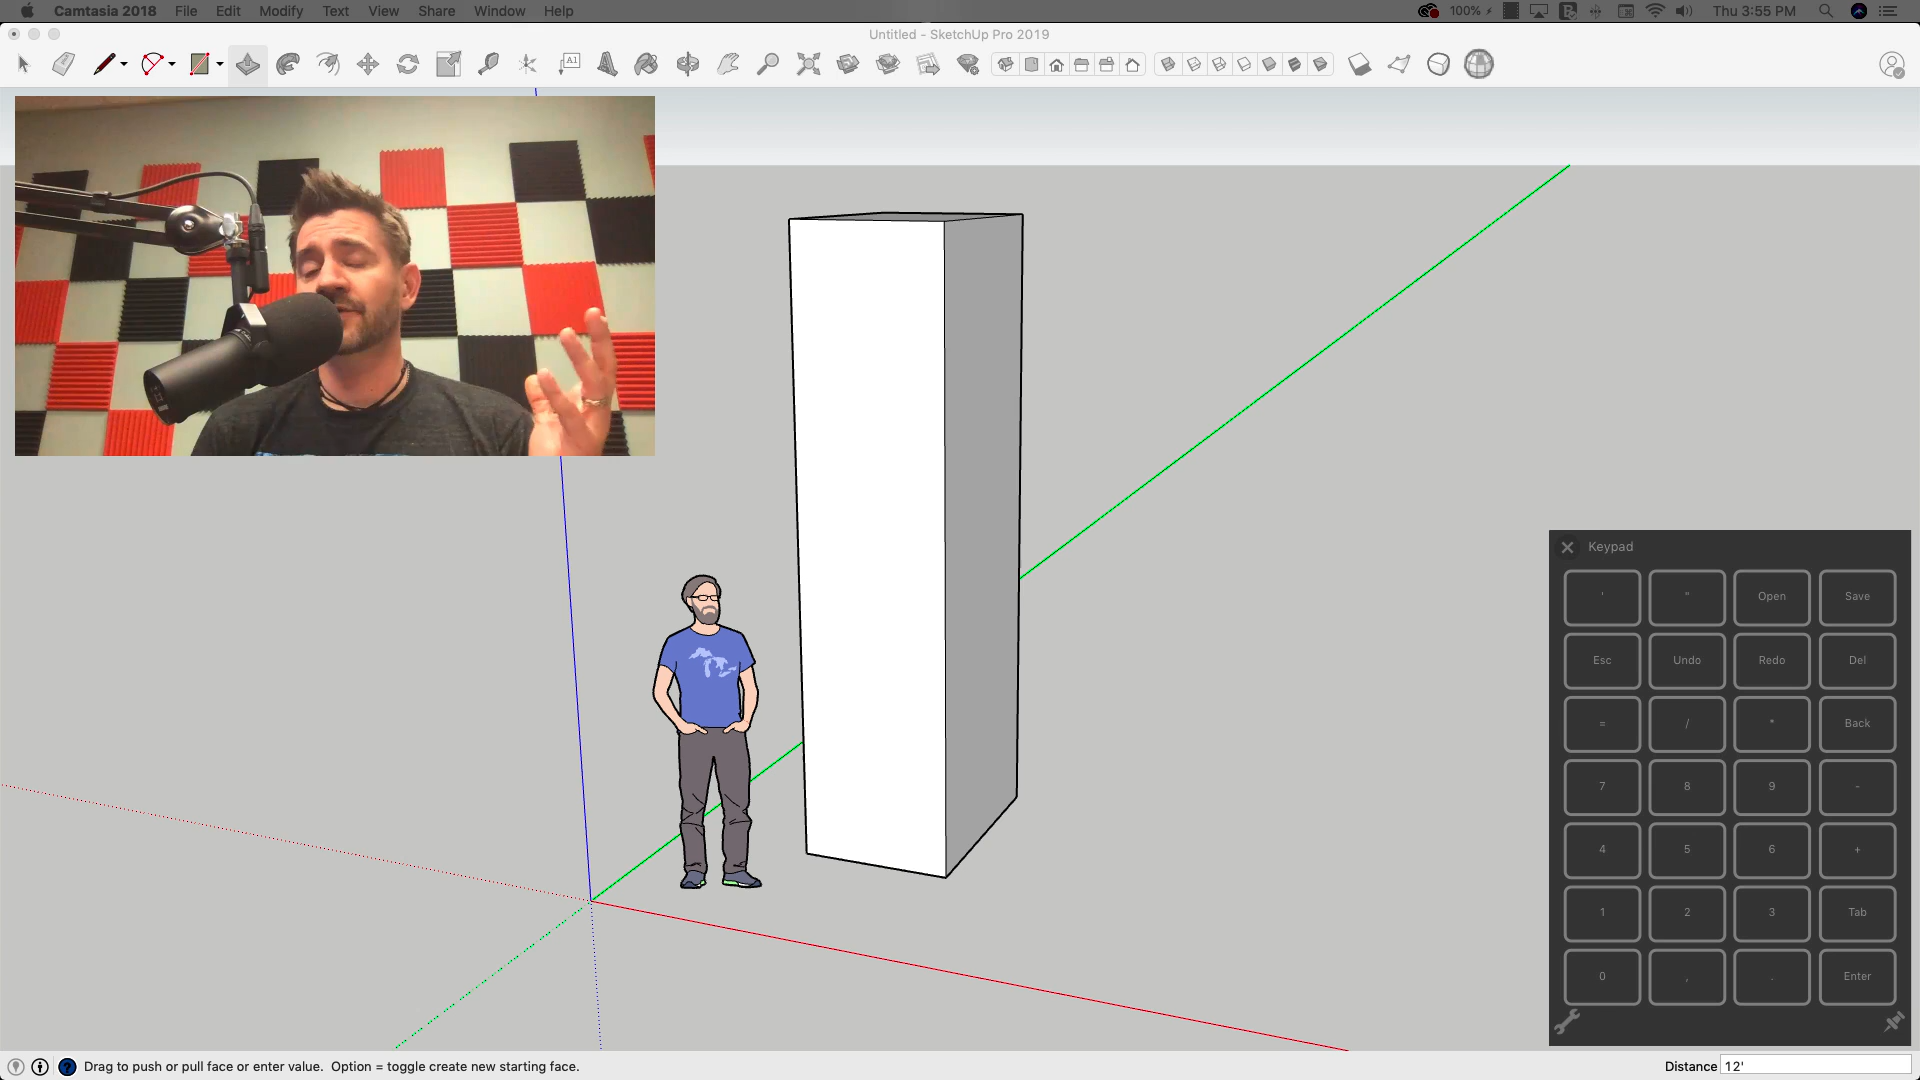 Camtasia 2018 File Edit Modify Text View Share Window Help 100% Thu 3:55 PM
Untitled - SketchUp Pro 2019
A1
Keypad
' " Open Save
Esc Undo Redo Del
= / * Back
7 8 9 -
4 5 6 +
1 2 3 Tab
0 , . Enter
Drag to push or pull face or enter value. Option = toggle create new starting face. Distance 12'